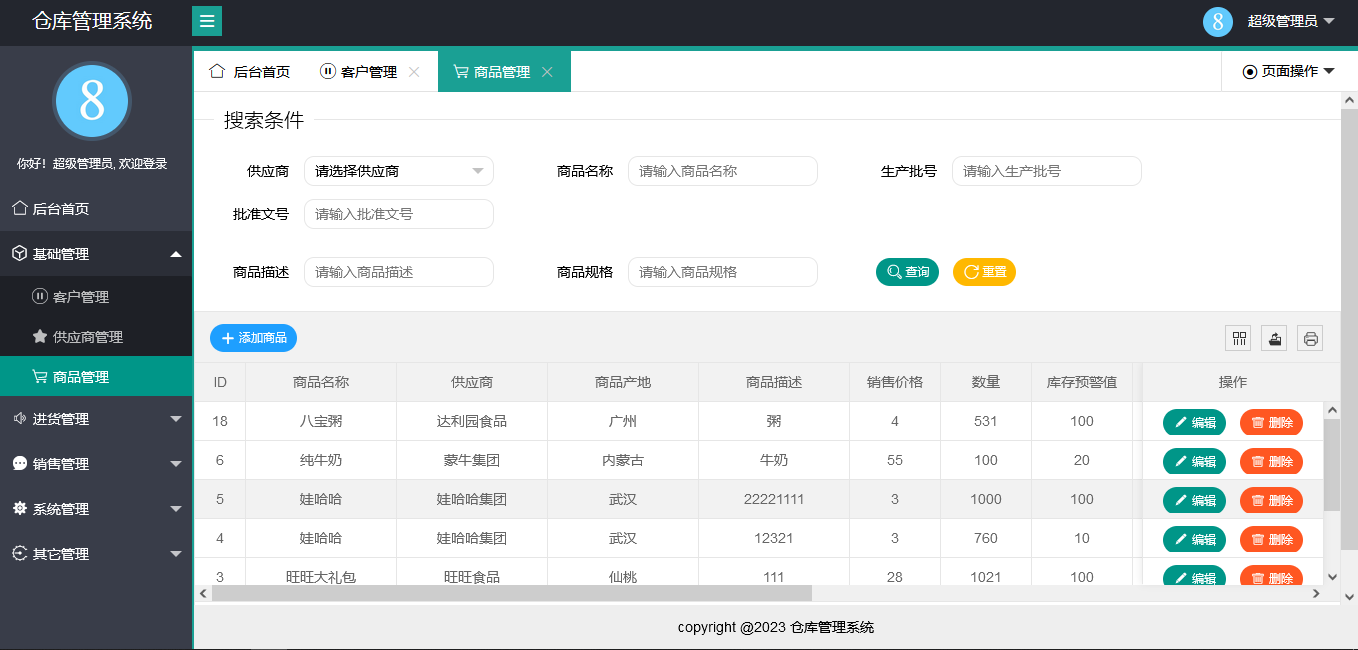 仓库管理系统
8 超级管理员
8
你好！超级管理员, 欢迎登录
后台首页
基础管理
客户管理
供应商管理
商品管理
进货管理
销售管理
系统管理
其它管理
后台首页 客户管理 商品管理 页面操作
搜索条件
供应商 请选择供应商 商品名称 请输入商品名称 生产批号 请输入生产批号
批准文号 请输入批准文号
商品描述 请输入商品描述 商品规格 请输入商品规格 查询 重置
添加商品
ID 商品名称 供应商 商品产地 商品描述 销售价格 数量 库存预警值 操作
18 八宝粥 达利园食品 广州 粥 4 531 100 编辑 删除
6 纯牛奶 蒙牛集团 内蒙古 牛奶 55 100 20 编辑 删除
5 娃哈哈 娃哈哈集团 武汉 22221111 3 1000 100 编辑 删除
4 娃哈哈 娃哈哈集团 武汉 12321 3 760 10 编辑 删除
3 旺旺大礼包 旺旺食品 仙桃 111 28 1021 100 编辑 删除
copyright @2023 仓库管理系统